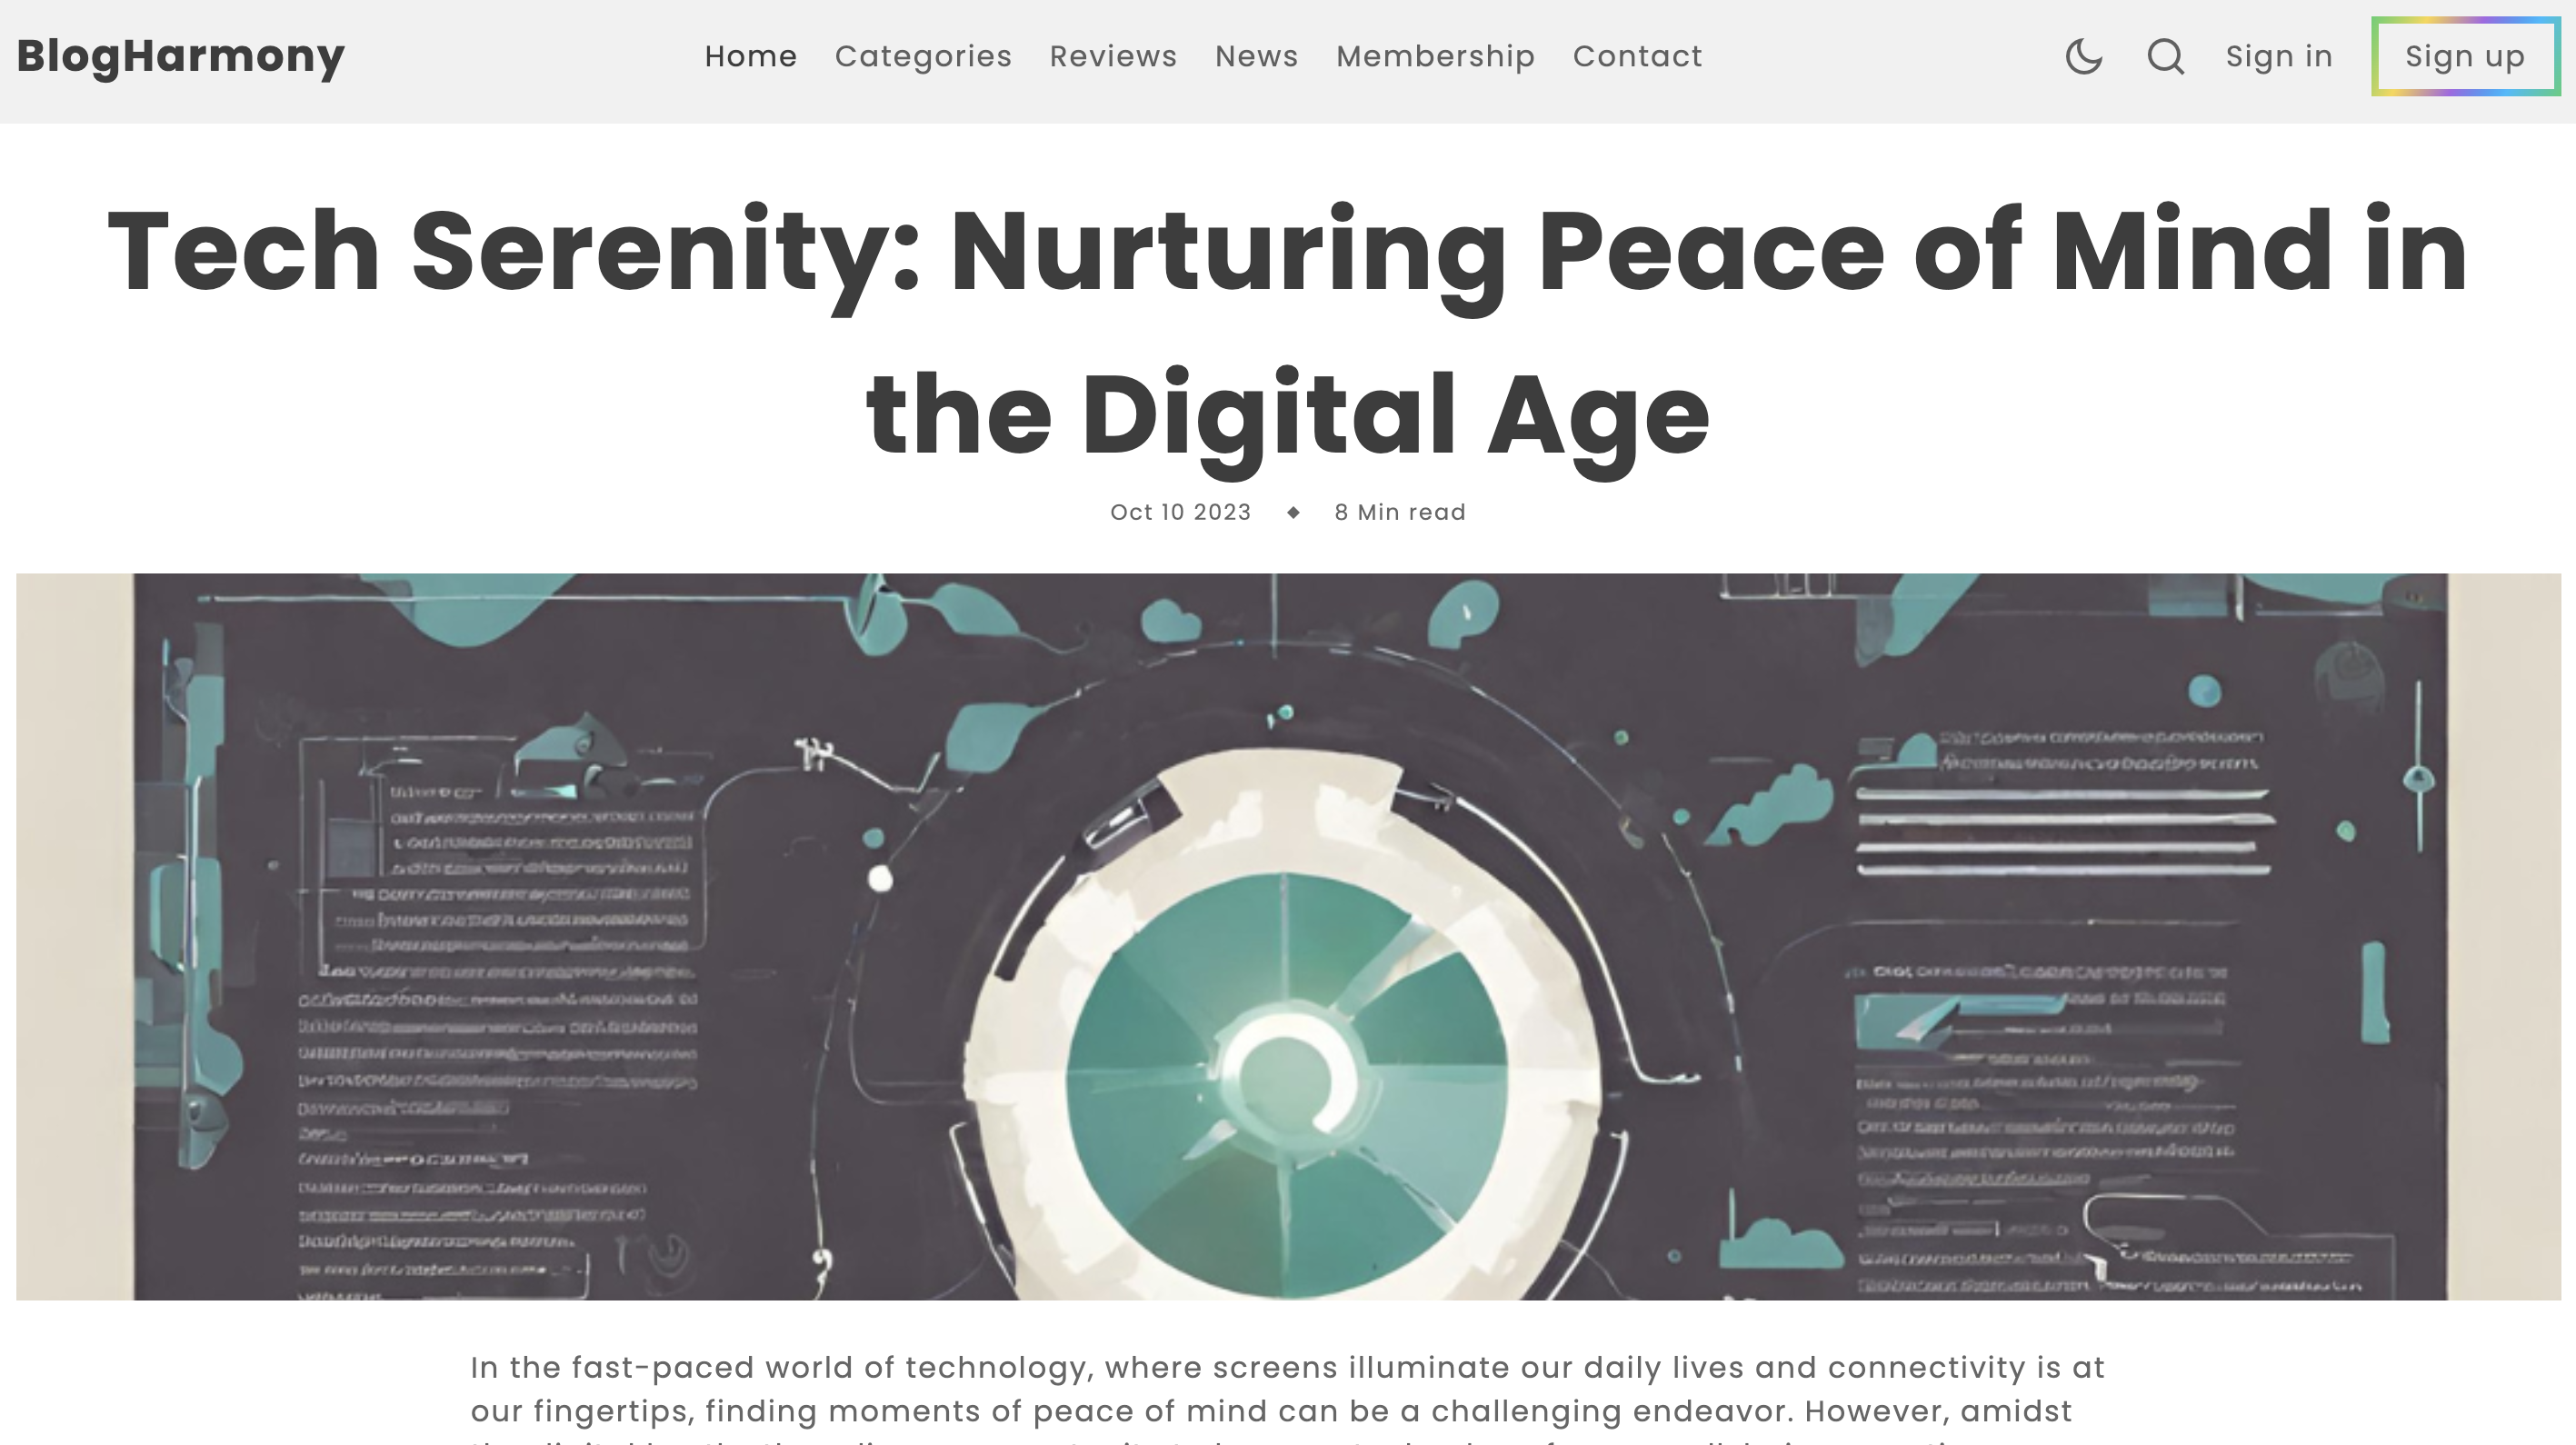 BlogHarmony
Home Categories Reviews News Membership Contact
Sign in Sign up
Tech Serenity: Nurturing Peace of Mind in
the Digital Age
Oct 10 2023 ◆ 8 Min read
In the fast-paced world of technology, where screens illuminate our daily lives and connectivity is at
our fingertips, finding moments of peace of mind can be a challenging endeavor. However, amidst